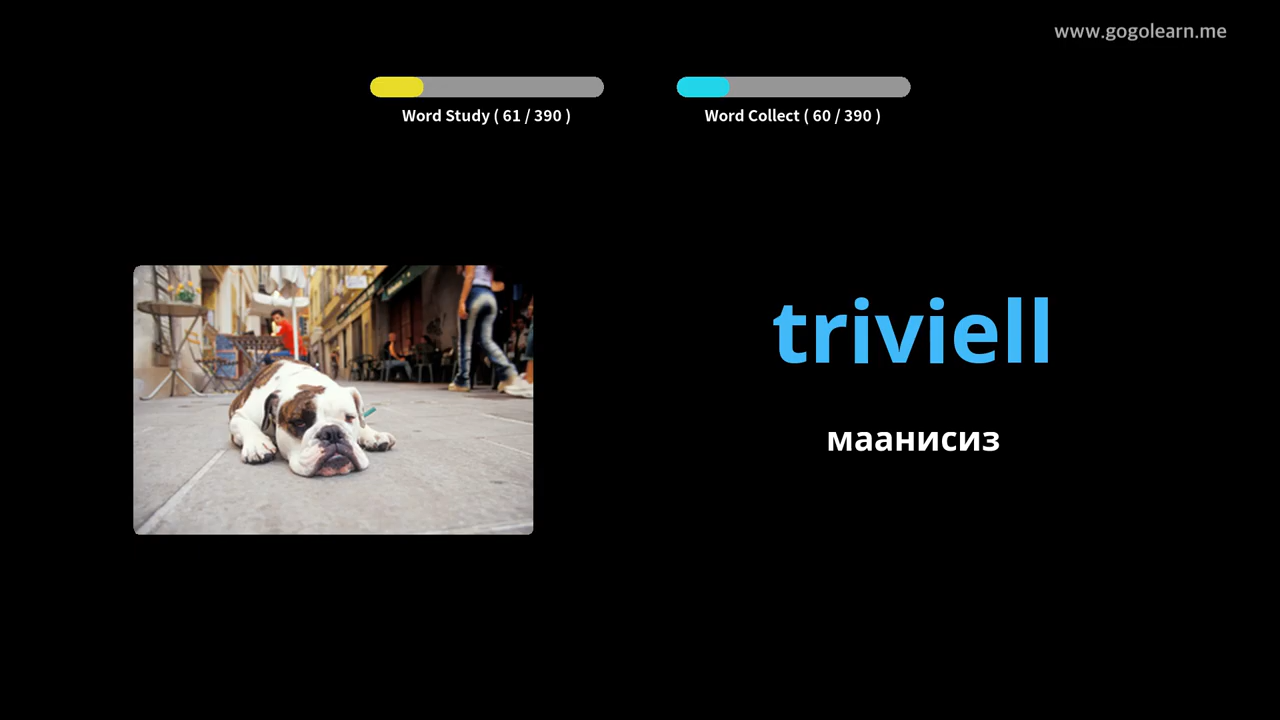 www.gogolearn.me
Word Study ( 61 / 390 )
Word Collect ( 60 / 390 )
triviell
маанисиз